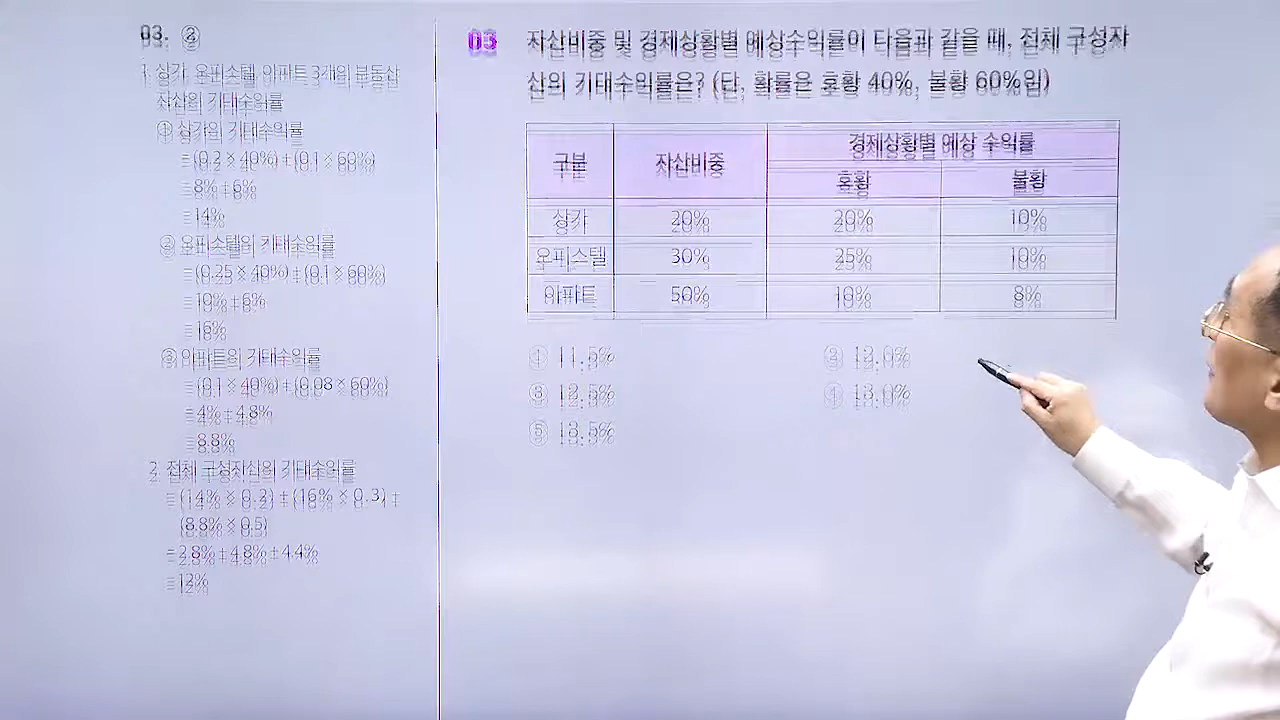 03. ②
1. 상가, 오피스텔, 아파트 3개의 부동산
자산의 기대수익률
① 상가의 기대수익률
=(0.2×40%)+(0.1×60%)
=8%+6%
=14%
② 오피스텔의 기대수익률
=(0.25×40%)+(0.1×60%)
=10%+6%
=16%
③ 아파트의 기대수익률
=(0.1×40%)+(0.08×60%)
=4%+4.8%
=8.8%
2. 전체 구성자산의 기대수익률
=(14%×0.2)+(16%×0.3)+
(8.8%×0.5)
=2.8%+4.8%+4.4%
=12%
03 자산비중 및 경제상황별 예상수익률이 다음과 같을 때, 전체 구성자
산의 기대수익률은? (단, 확률은 호황 40%, 불황 60%임)
구분 자산비중 경제상황별 예상 수익률
호황 불황
상가 20% 20% 10%
오피스텔 30% 25% 10%
아파트 50% 10% 8%
① 11.5% ② 12.0%
③ 12.5% ④ 13.0%
⑤ 13.5%